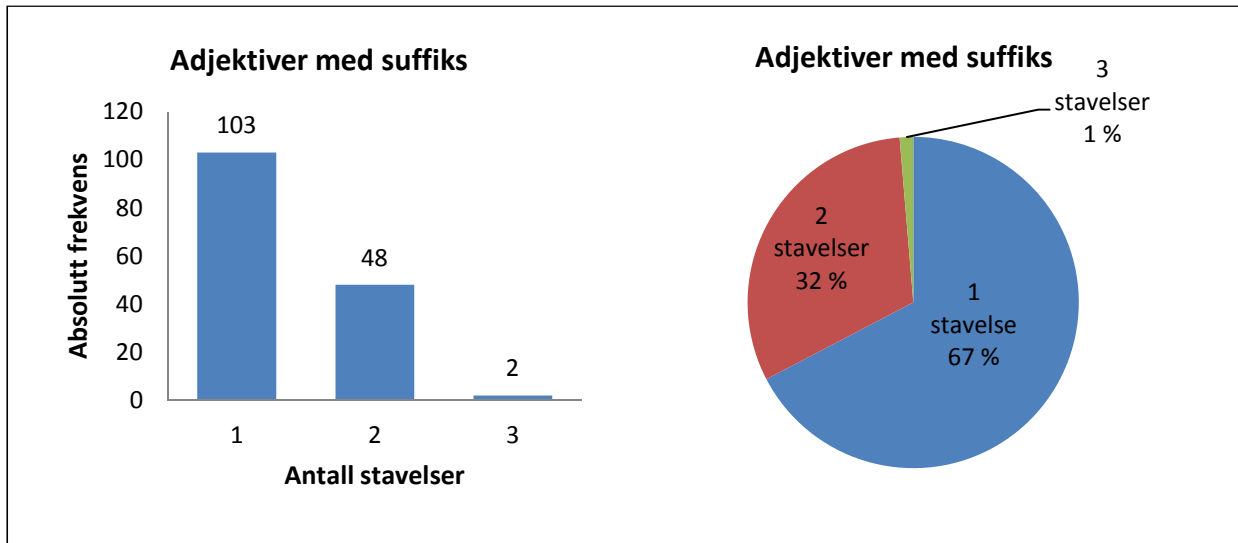 Adjektiver med suffiks
120
100
80
60
40
20
0
Absolutt frekvens
103
48
2
1
2
3
Antall stavelser
Adjektiver med suffiks
3
stavelser
1 %
2
stavelser
32 %
1
stavelse
67 %